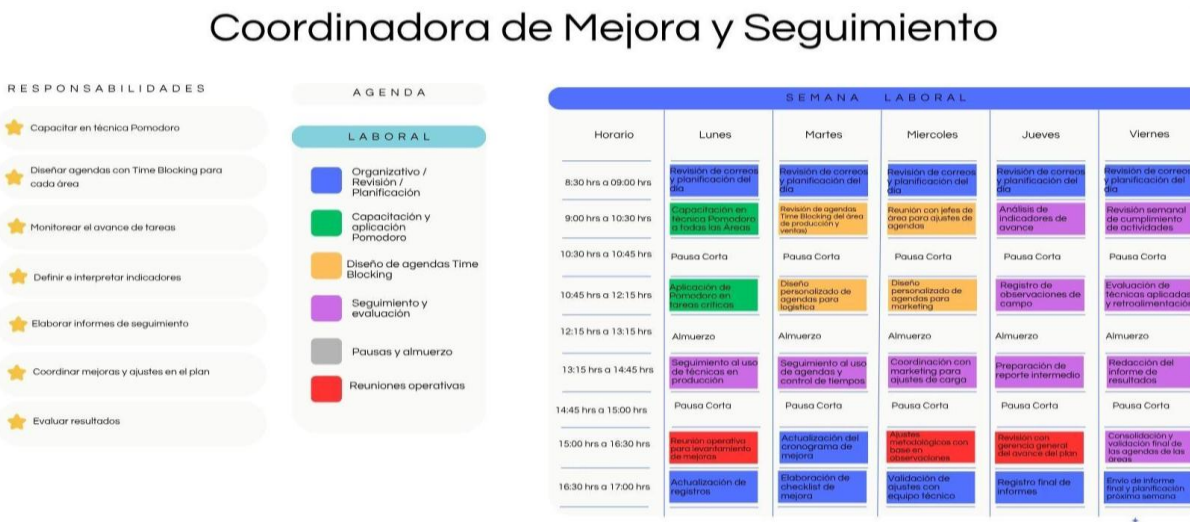 Coordinadora de Mejora y Seguimiento
RESPONSABILIDADES
Capacitar en técnica Pomodoro
Diseñar agendas con Time Blocking para
cada área
Monitorear el avance de tareas
Definir e interpretar indicadores
Elaborar informes de seguimiento
Coordinar mejoras y ajustes en el plan
Evaluar resultados
AGENDA
LABORAL
Organizativo /
Revisión /
Planificación
Capacitación y
aplicación
Pomodoro
Diseño de agendas Time
Blocking
Seguimiento y
evaluación
Pausas y almuerzo
Reuniones operativas
SEMANA LABORAL
Horario
Lunes
Martes
Miercoles
Jueves
Viernes
8:30 hrs a 09:00 hrs
Revisión de correos
y planificación del
día
Revisión de correos
y planificación del
día
Revisión de correos
y planificación del
día
Revisión de correos
y planificación del
día
Revisión de correos
y planificación del
día
9:00 hrs a 10:30 hrs
Capacitación en
técnica Pomodoro
a todas las Áreas
Revisión de agendas
Time Blocking del área
de producción y
ventas)
Reunión con jefes de
área para ajustes de
agendas
Análisis de
indicadores de
avance
Revisión semanal
de cumplimiento
de actividades
10:30 hrs a 10:45 hrs
Pausa Corta
Pausa Corta
Pausa Corta
Pausa Corta
Pausa Corta
10:45 hrs a 12:15 hrs
Aplicación de
Pomodoro en
tareas críticas
Diseño
personalizado de
agendas para
logística
Diseño
personalizado de
agendas para
marketing
Registro de
observaciones de
campo
Evaluación de
técnicas aplicadas
y retroalimentación
12:15 hrs a 13:15 hrs
Almuerzo
Almuerzo
Almuerzo
Almuerzo
Almuerzo
13:15 hrs a 14:45 hrs
Seguimiento al uso
de técnicas en
producción
Seguimiento al uso
de agendas y
control de tiempos
Coordinación con
marketing para
ajustes de carga
Preparación de
reporte intermedio
Redacción del
informe de
resultados
14:45 hrs a 15:00 hrs
Pausa Corta
Pausa Corta
Pausa Corta
Pausa Corta
Pausa Corta
15:00 hrs a 16:30 hrs
Reunión operativa
para levantamiento
de mejoras
Actualización del
cronograma de
mejora
Ajustes
metodológicos con
base en
observaciones
Revisión con
gerencia general
del avance del plan
Consolidación y
validación final de
las agendas de las
áreas
16:30 hrs a 17:00 hrs
Actualización de
registros
Elaboración de
checklist de
mejora
Validación de
ajustes con
equipo técnico
Registro final de
informes
Envío de informe
final y planificación
próxima semana